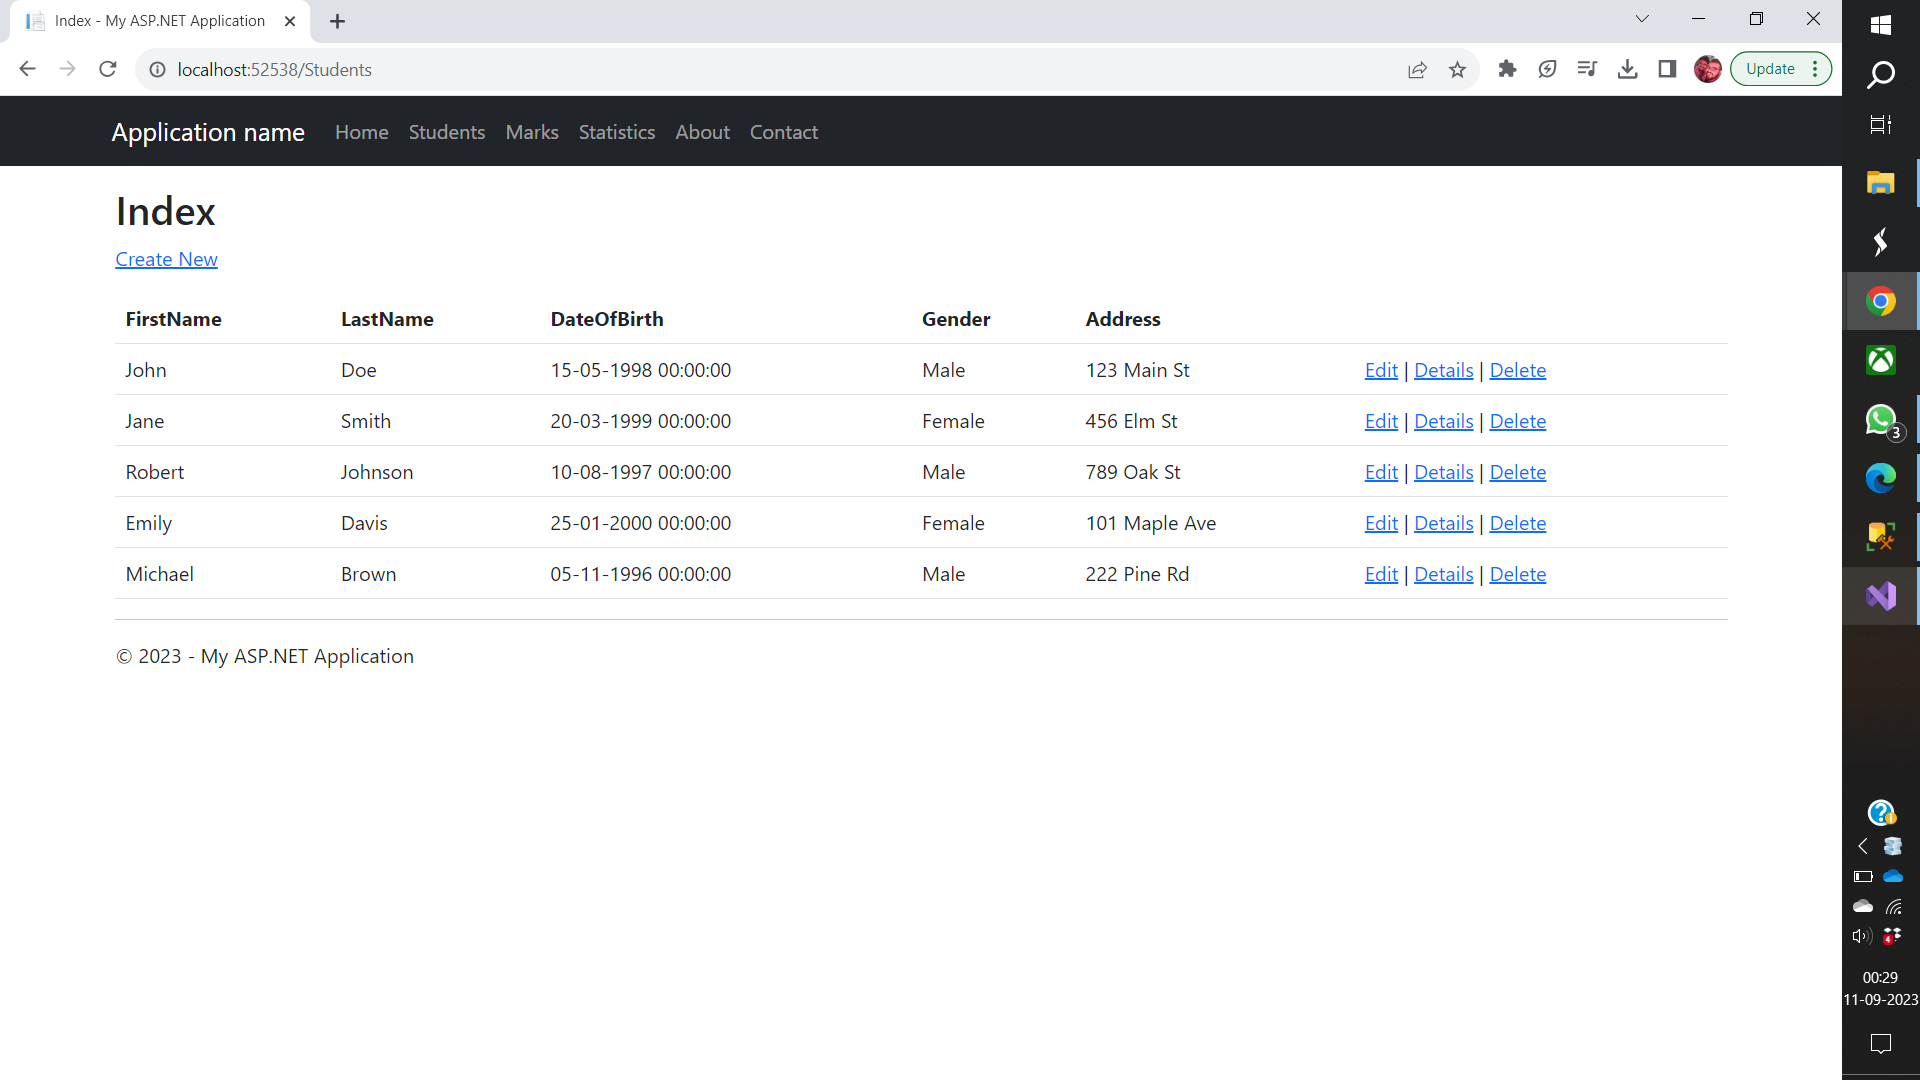 Index - My ASP.NET Application
localhost:52538/Students
Update
Application name Home Students Marks Statistics About Contact
Index
Create New
FirstName LastName DateOfBirth Gender Address
John Doe 15-05-1998 00:00:00 Male 123 Main St Edit | Details | Delete
Jane Smith 20-03-1999 00:00:00 Female 456 Elm St Edit | Details | Delete
Robert Johnson 10-08-1997 00:00:00 Male 789 Oak St Edit | Details | Delete
Emily Davis 25-01-2000 00:00:00 Female 101 Maple Ave Edit | Details | Delete
Michael Brown 05-11-1996 00:00:00 Male 222 Pine Rd Edit | Details | Delete
© 2023 - My ASP.NET Application
3
4
00:29
11-09-2023